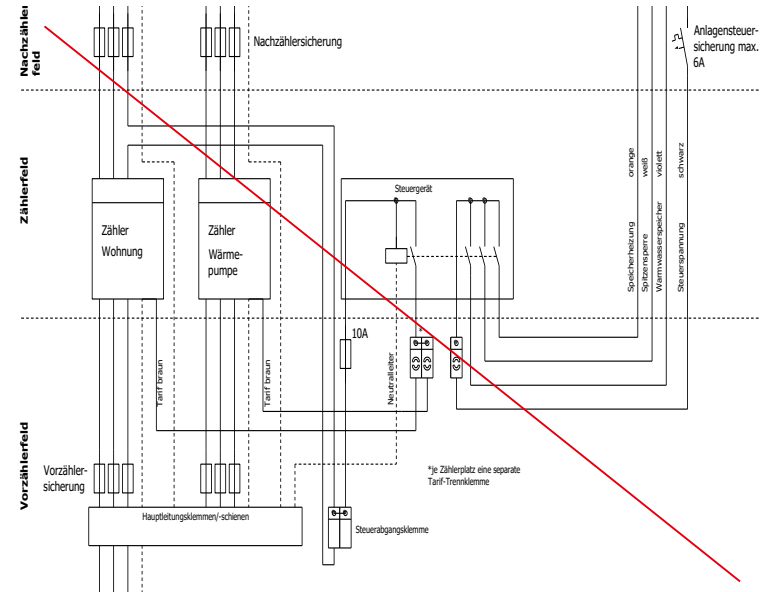 Nachzähler
feld
Nachzählersicherung
Anlagensteuer-
sicherung max.
6A
Zählerfeld
Zähler
Wohnung
Zähler
Wärme-
pumpe
Steuergerät
Speicherheizung orange
Spitzensperre weiß
Warmwasserspeicher violett
Steuerspannung schwarz
Vorzählerfeld
Tarif braun
Tarif braun
10A
Neutralleiter
*
Vorzähler-
sicherung
*je Zählerplatz eine separate
Tarif-Trennklemme
Hauptleitungsklemmen/-schienen
Steuerabgangsklemme